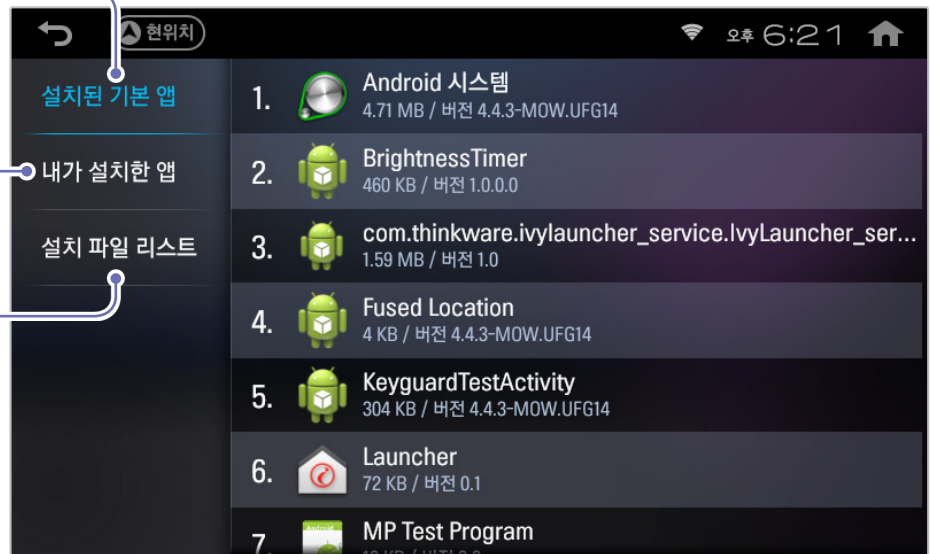 현위치
오후 6:21
설치된 기본 앱
내가 설치한 앱
설치 파일 리스트
1. Android 시스템
4.71 MB / 버전 4.4.3-MOW.UFG14
2. BrightnessTimer
460 KB / 버전 1.0.0.0
3. com.thinkware.ivylauncher_service.IvyLauncher_ser...
1.59 MB / 버전 1.0
4. Fused Location
4 KB / 버전 4.4.3-MOW.UFG14
5. KeyguardTestActivity
304 KB / 버전 4.4.3-MOW.UFG14
6. Launcher
72 KB / 버전 0.1
7. MP Test Program